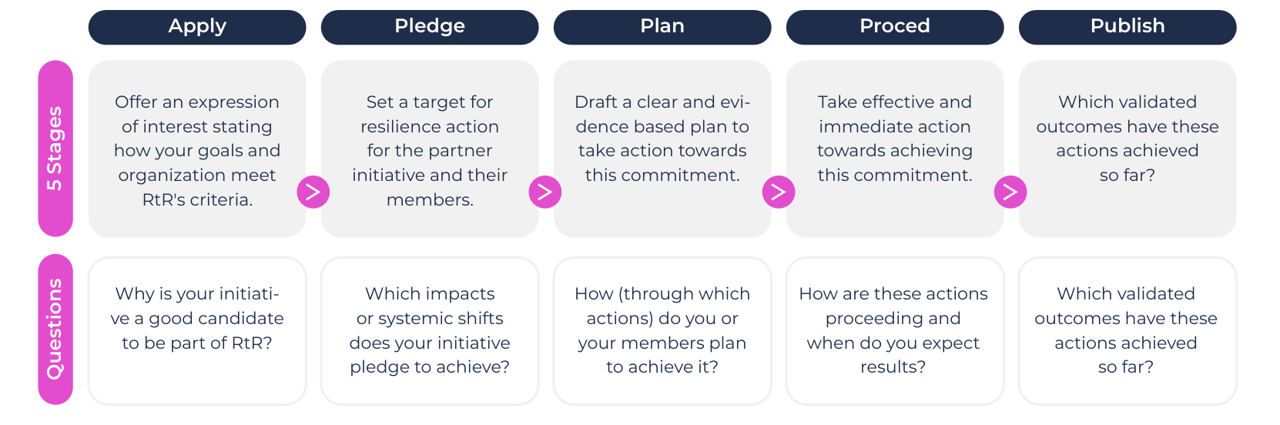 Apply
Pledge
Plan
Proced
Publish
5 Stages
Offer an expression
of interest stating
how your goals and
organization meet
RtR's criteria.
Set a target for
resilience action
for the partner
initiative and their
members.
Draft a clear and evi-
dence based plan to
take action towards
this commitment.
Take effective and
immediate action
towards achieving
this commitment.
Which validated
outcomes have these
actions achieved
so far?
Questions
Why is your initiati-
ve a good candidate
to be part of RtR?
Which impacts
or systemic shifts
does your initiative
pledge to achieve?
How (through which
actions) do you or
your members plan
to achieve it?
How are these actions
proceeding and
when do you expect
results?
Which validated
outcomes have these
actions achieved
so far?